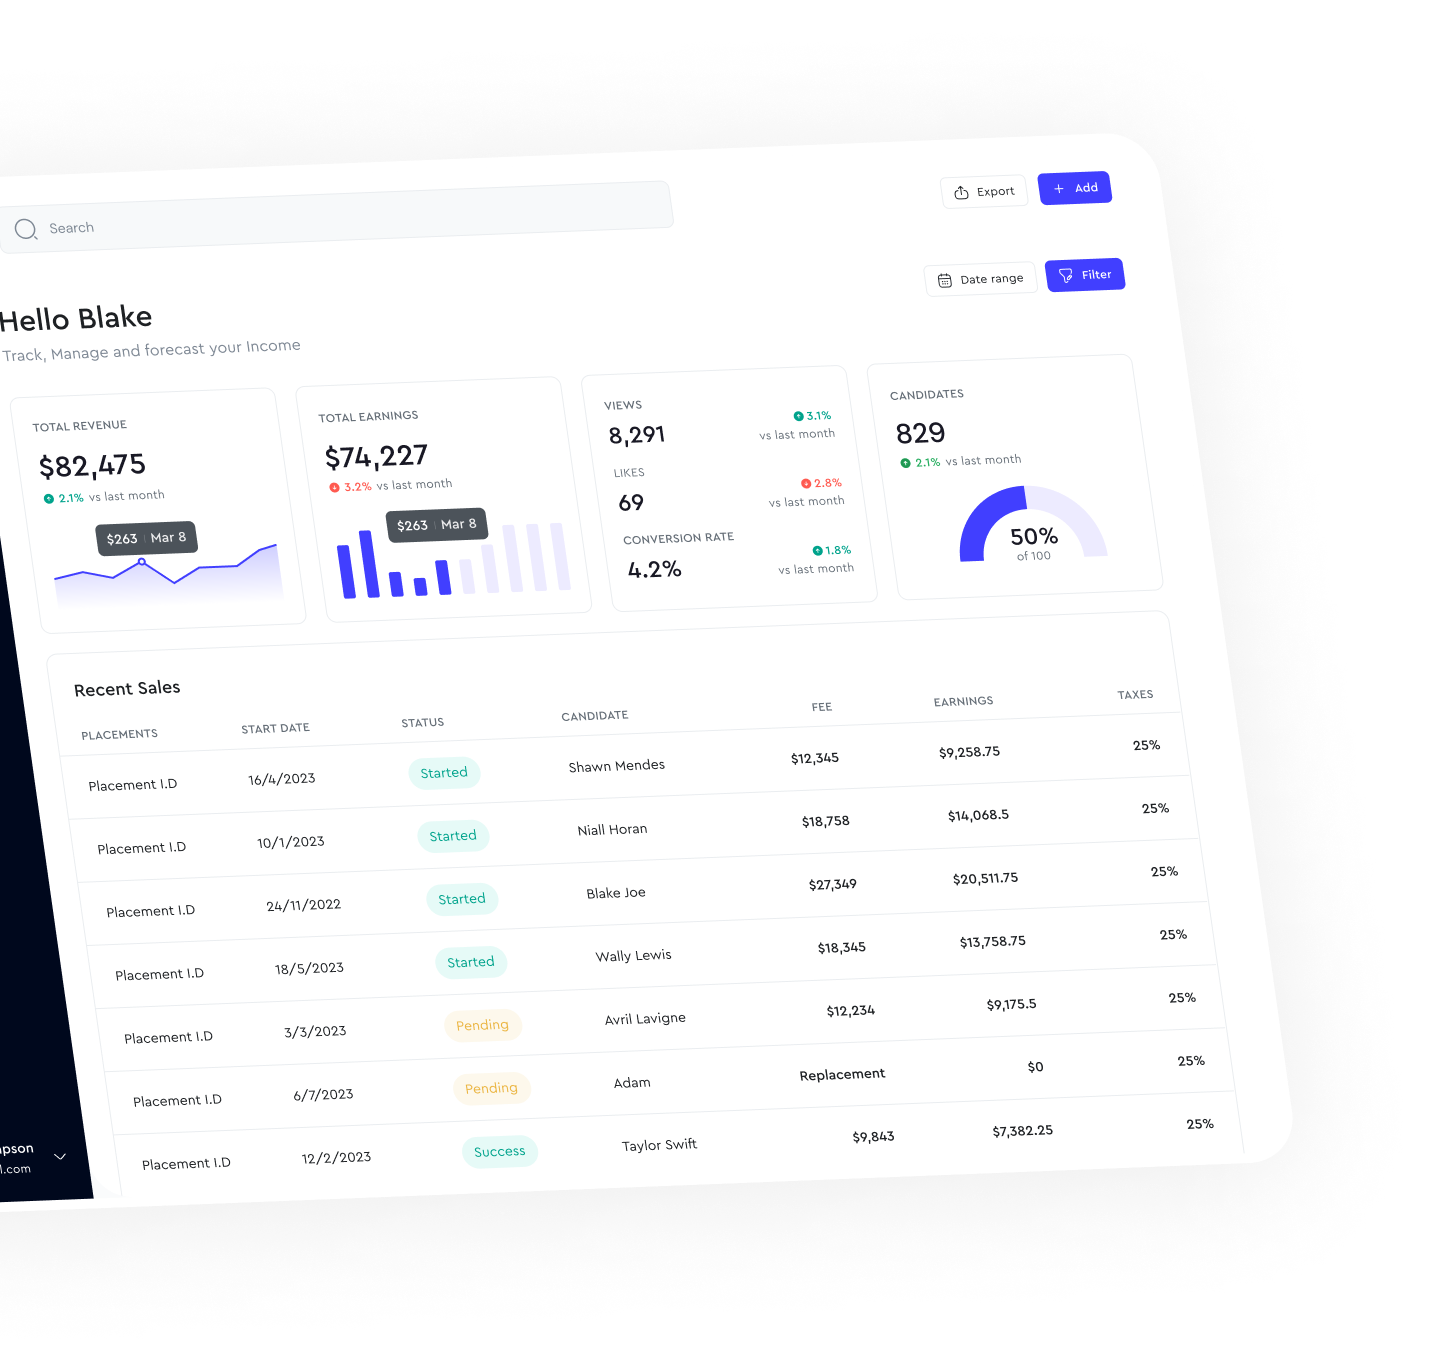 Search
Export
Add
Date range
Filter
Hello Blake
Track, Manage and forecast your Income
TOTAL REVENUE
$82,475
2.1% vs last month
$263 Mar 8
TOTAL EARNINGS
$74,227
3.2% vs last month
$263 Mar 8
VIEWS
8,291
3.1%
vs last month
LIKES
69
2.8%
vs last month
CONVERSION RATE
4.2%
1.8%
vs last month
CANDIDATES
829
2.1% vs last month
50%
of 100
Recent Sales
PLACEMENTS START DATE STATUS CANDIDATE FEE EARNINGS TAXES
Placement I.D 16/4/2023 Started Shawn Mendes $12,345 $9,258.75 25%
Placement I.D 10/1/2023 Started Niall Horan $18,758 $14,068.5 25%
Placement I.D 24/11/2022 Started Blake Joe $27,349 $20,511.75 25%
Placement I.D 18/5/2023 Started Wally Lewis $18,345 $13,758.75 25%
Placement I.D 3/3/2023 Pending Avril Lavigne $12,234 $9,175.5 25%
Placement I.D 6/7/2023 Pending Adam Replacement $0 25%
Placement I.D 12/2/2023 Success Taylor Swift $9,843 $7,382.25 25%
pson
l.com